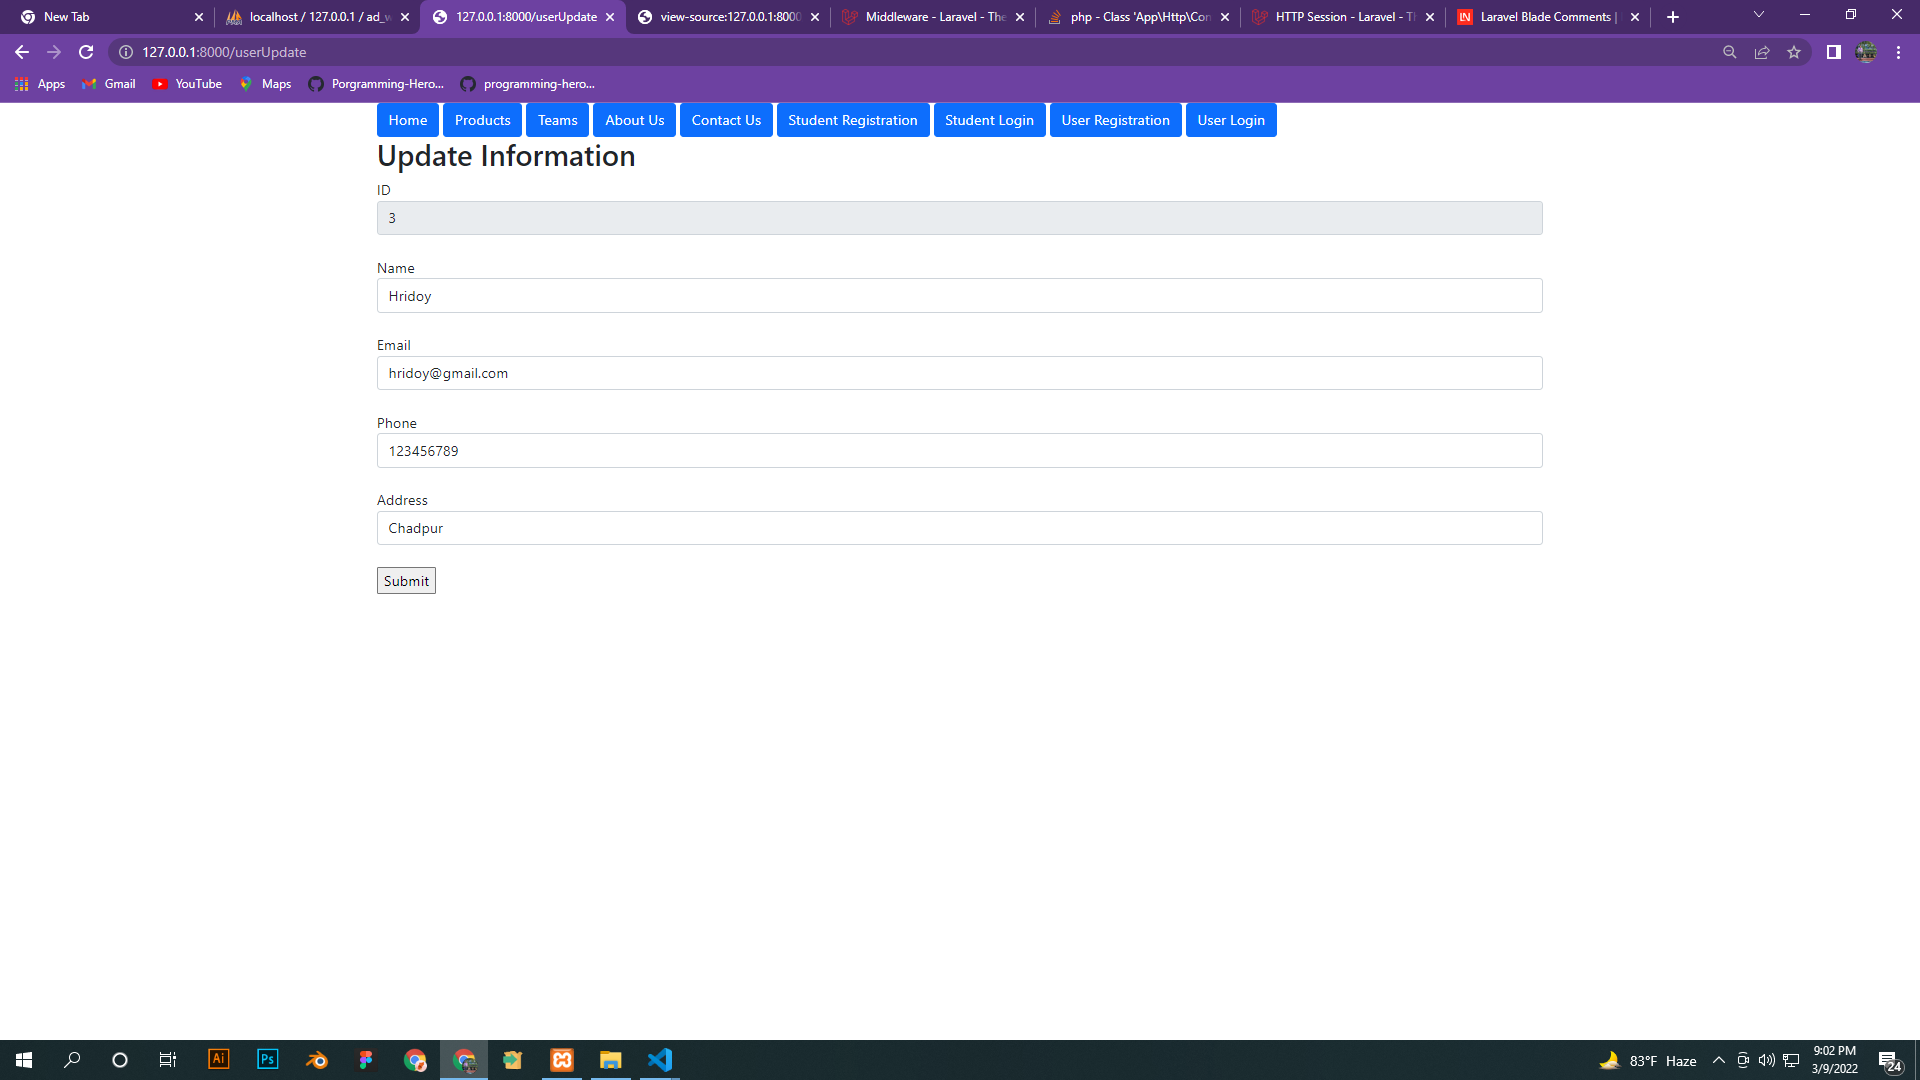 New Tab
localhost / 127.0.0.1 / ad_w
127.0.0.1:8000/userUpdate
view-source:127.0.0.1:8000
Middleware - Laravel - The
php - Class 'App\Http\Con
HTTP Session - Laravel - Th
Laravel Blade Comments |
127.0.0.1:8000/userUpdate
Apps
Gmail
YouTube
Maps
Porgramming-Hero...
programming-hero...
Home
Products
Teams
About Us
Contact Us
Student Registration
Student Login
User Registration
User Login
Update Information
ID
3
Name
Hridoy
Email
hridoy@gmail.com
Phone
123456789
Address
Chadpur
Submit
Ai
Ps
83°F Haze
9:02 PM
3/9/2022
24